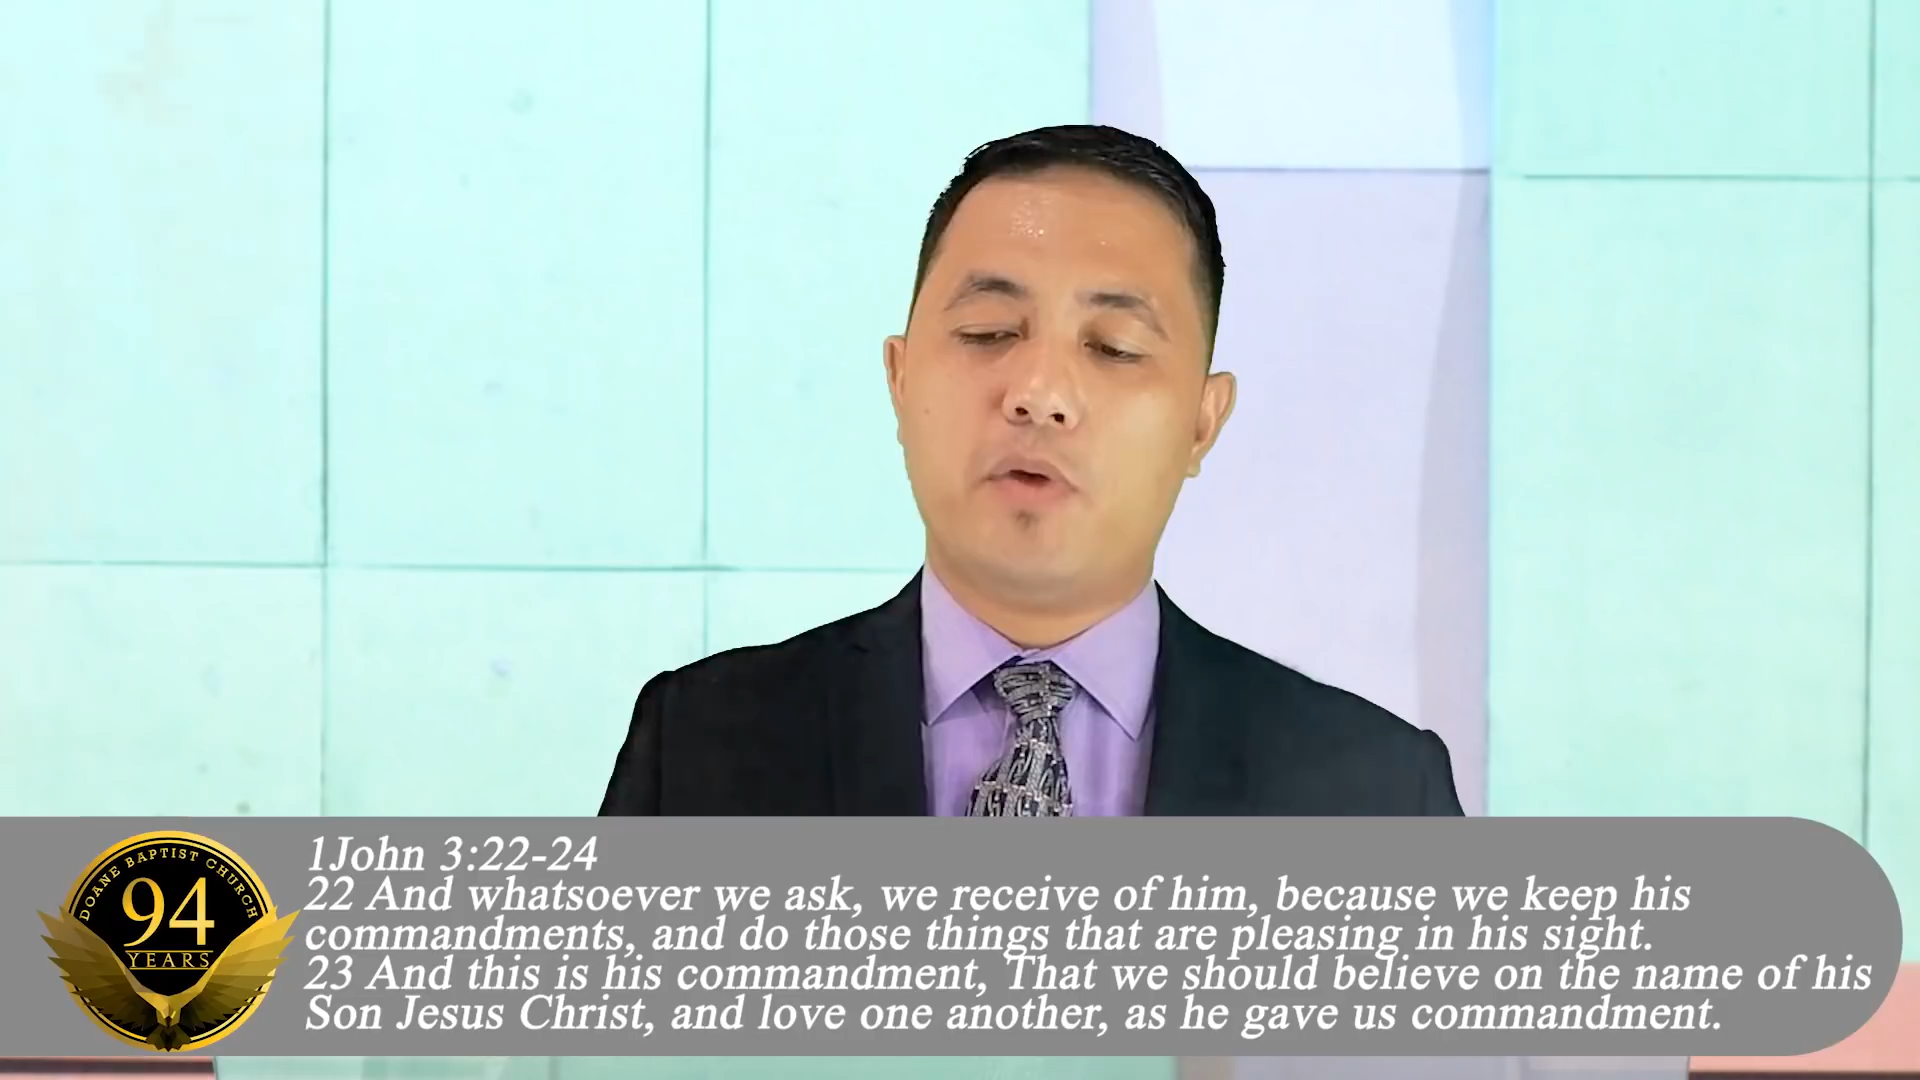 DOANE BAPTIST CHURCH
94
YEARS
1John 3:22-24
22 And whatsoever we ask, we receive of him, because we keep his
commandments, and do those things that are pleasing in his sight.
23 And this is his commandment, That we should believe on the name of his
Son Jesus Christ, and love one another, as he gave us commandment.